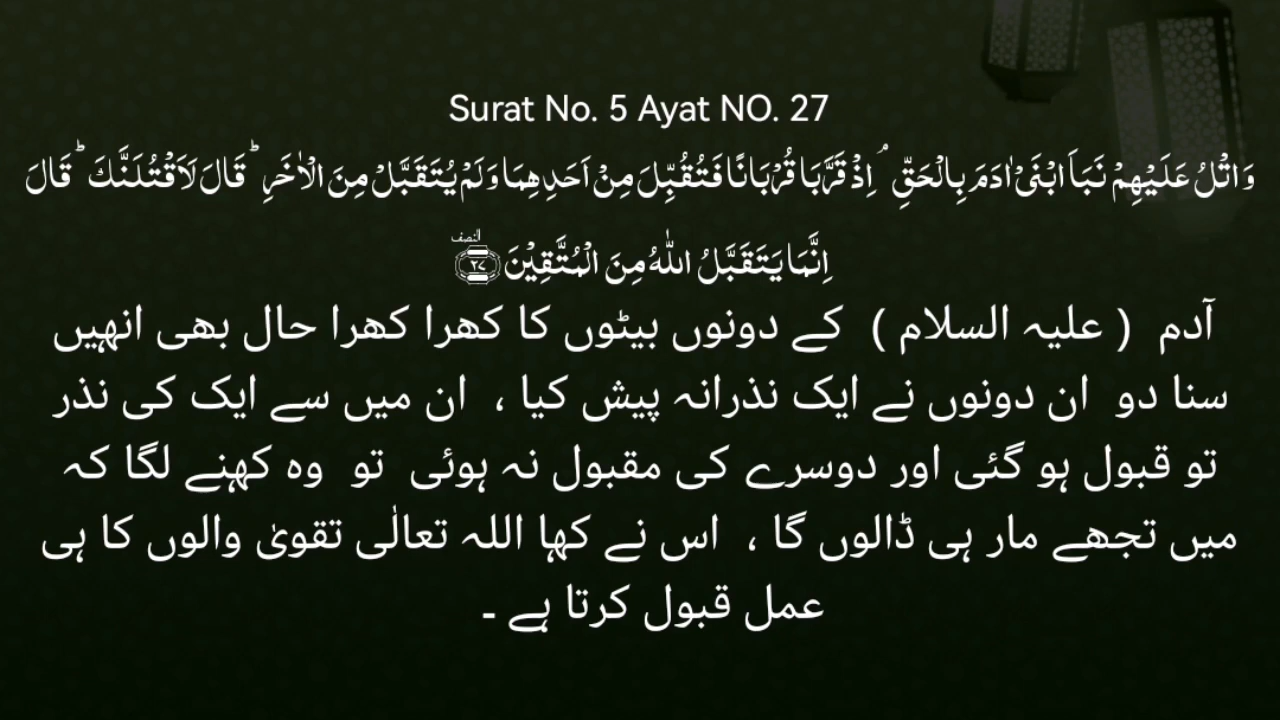 Surat No. 5 Ayat NO. 27
وَاتۡلُ عَلَيۡهِمۡ نَبَاَ ابۡنَىۡ اٰدَمَ بِالۡحَـقِّ‌ ۘ اِذۡ قَرَّبَا قُرۡبَانًا فَتُقُبِّلَ مِنۡ اَحَدِهِمَا وَلَمۡ يُتَقَبَّلۡ مِنَ الۡاٰخَرِؕ قَالَ لَاَقۡتُلَـنَّكَ‌ؕ قَالَ
اِنَّمَا يَتَقَبَّلُ اللّٰهُ مِنَ الۡمُتَّقِيۡنَ ‏﴿۲۷﴾ النصف
آدم ( علیہ السلام ) کے دونوں بیٹوں کا کھرا کھرا حال بھی انہیں
سنا دو ان دونوں نے ایک نذرانہ پیش کیا ، ان میں سے ایک کی نذر
تو قبول ہو گئی اور دوسرے کی مقبول نہ ہوئی تو وہ کہنے لگا کہ
میں تجھے مار ہی ڈالوں گا ، اس نے کہا اللہ تعالٰی تقویٰ والوں کا ہی
عمل قبول کرتا ہے ۔